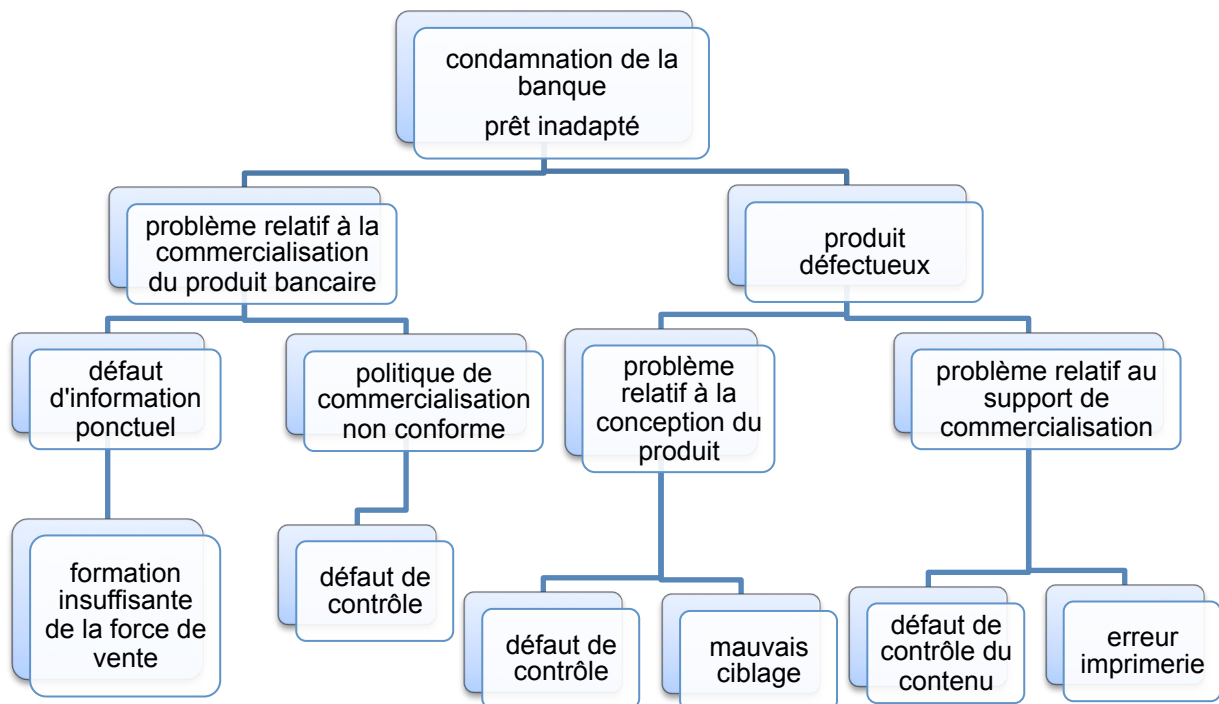 condamnation de la
banque
prêt inadapté
problème relatif à la
commercialisation
du produit bancaire
produit
défectueux
défaut
d'information
ponctuel
politique de
commercialisation
non conforme
problème
relatif à la
conception du
produit
problème relatif au
support de
commercialisation
formation
insuffisante
de la force de
vente
défaut de
contrôle
défaut de
contrôle
mauvais
ciblage
défaut de
contrôle du
contenu
erreur
imprimerie